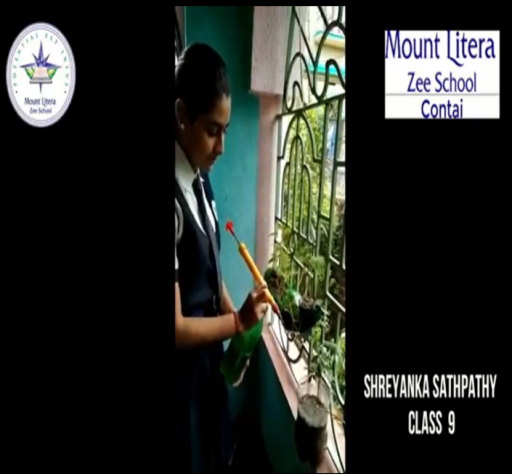 Mount Litera
Zee School
Mount Litera
Zee School
Contai
SHREYANKA SATHPATHY
CLASS 9